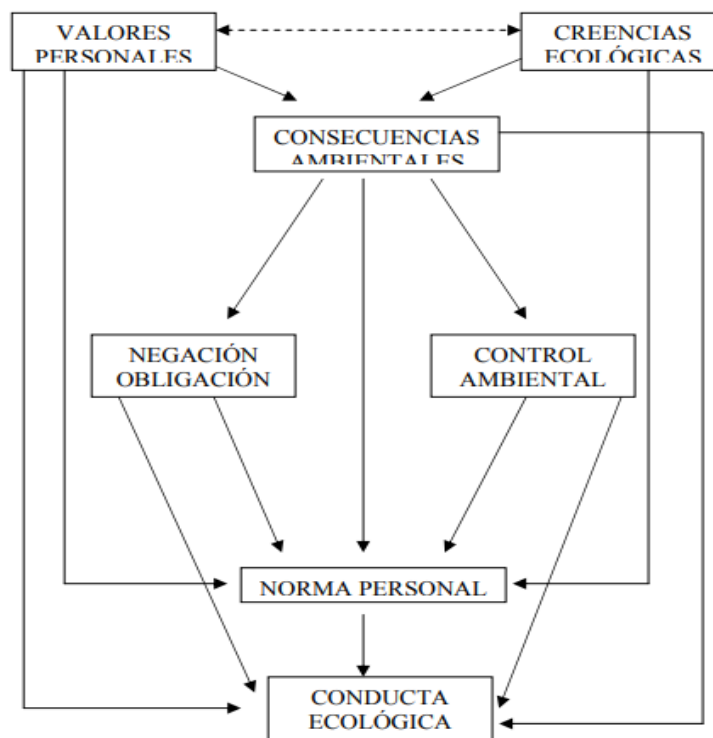 VALORES
PERSONALES
CREENCIAS
ECOLÓGICAS
CONSECUENCIAS
AMBIENTALES
NEGACIÓN
OBLIGACIÓN
CONTROL
AMBIENTAL
NORMA PERSONAL
CONDUCTA
ECOLÓGICA